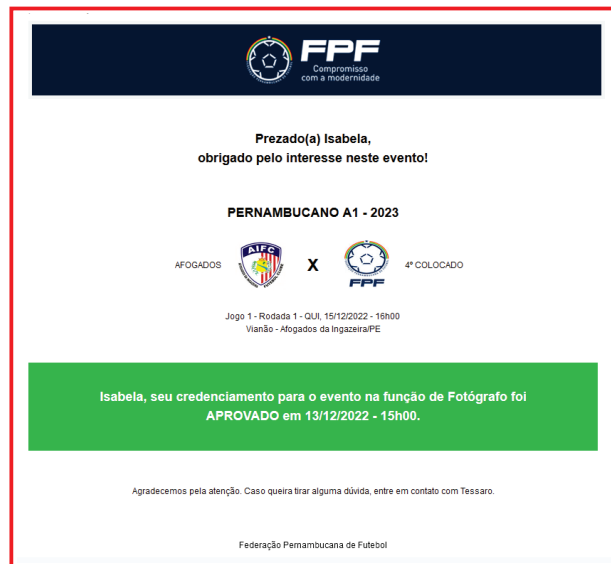 FPF
Compromisso
com a modernidade
Prezado(a) Isabela,
obrigado pelo interesse neste evento!
PERNAMBUCANO A1 - 2023
AFOGADOS
AIFC
X
FPF
4º COLOCADO
Jogo 1 - Rodada 1 - QUI, 15/12/2022 - 16h00
Vianão - Afogados da Ingazeira/PE
Isabela, seu credenciamento para o evento na função de Fotógrafo foi
APROVADO em 13/12/2022 - 15h00.
Agradecemos pela atenção. Caso queira tirar alguma dúvida, entre em contato com Tessaro.
Federação Pernambucana de Futebol